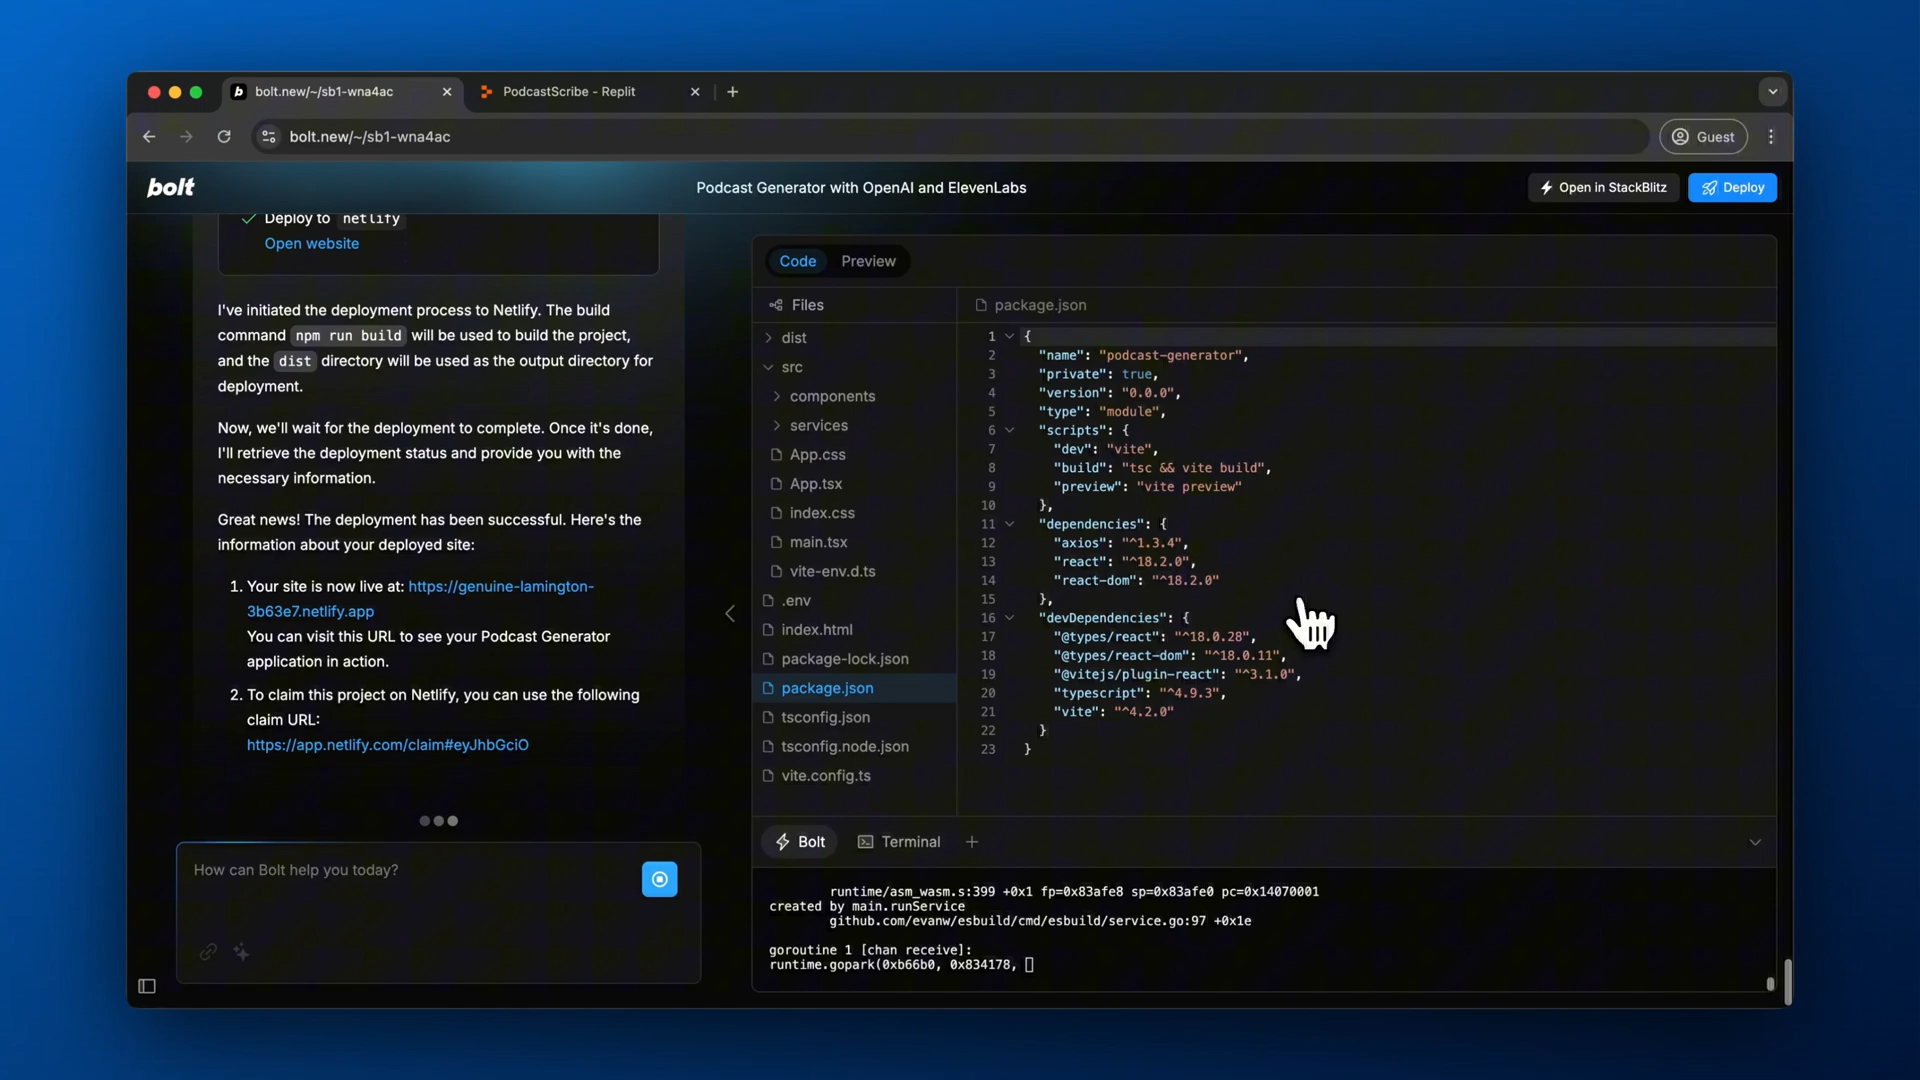 bolt.new/~/sb1-wna4ac
PodcastScribe - Replit
bolt.new/~/sb1-wna4ac
Guest
bolt
Podcast Generator with OpenAI and ElevenLabs
Open in StackBlitz
Deploy
Deploy to netlify
Open website
I've initiated the deployment process to Netlify. The build
command npm run build will be used to build the project,
and the dist directory will be used as the output directory for
deployment.
Now, we'll wait for the deployment to complete. Once it's done,
I'll retrieve the deployment status and provide you with the
necessary information.
Great news! The deployment has been successful. Here's the
information about your deployed site:
1. Your site is now live at: https://genuine-lamington-
3b63e7.netlify.app
You can visit this URL to see your Podcast Generator
application in action.
2. To claim this project on Netlify, you can use the following
claim URL:
https://app.netlify.com/claim#eyJhbGciO
How can Bolt help you today?
Code
Preview
Files
dist
src
components
services
App.css
App.tsx
index.css
main.tsx
vite-env.d.ts
.env
index.html
package-lock.json
package.json
tsconfig.json
tsconfig.node.json
vite.config.ts
package.json
1 {
2 "name": "podcast-generator",
3 "private": true,
4 "version": "0.0.0",
5 "type": "module",
6 "scripts": {
7 "dev": "vite",
8 "build": "tsc && vite build",
9 "preview": "vite preview"
10 },
11 "dependencies": {
12 "axios": "^1.3.4",
13 "react": "^18.2.0",
14 "react-dom": "^18.2.0"
15 },
16 "devDependencies": {
17 "@types/react": "^18.0.28",
18 "@types/react-dom": "^18.0.11",
19 "@vitejs/plugin-react": "^3.1.0",
20 "typescript": "^4.9.3",
21 "vite": "^4.2.0"
22 }
23 }
Bolt
Terminal
runtime/asm_wasm.s:399 +0x1 fp=0x83afe8 sp=0x83afe0 pc=0x14070001
created by main.runService
github.com/evanw/esbuild/cmd/esbuild/service.go:97 +0x1e
goroutine 1 [chan receive]:
runtime.gopark(0xb66b0, 0x834178,